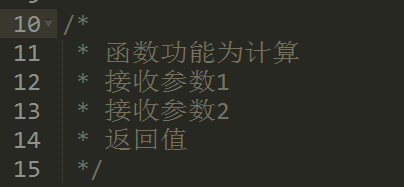 10 /*
11 * 函数功能为计算
12 * 接收参数1
13 * 接收参数2
14 * 返回值
15 */